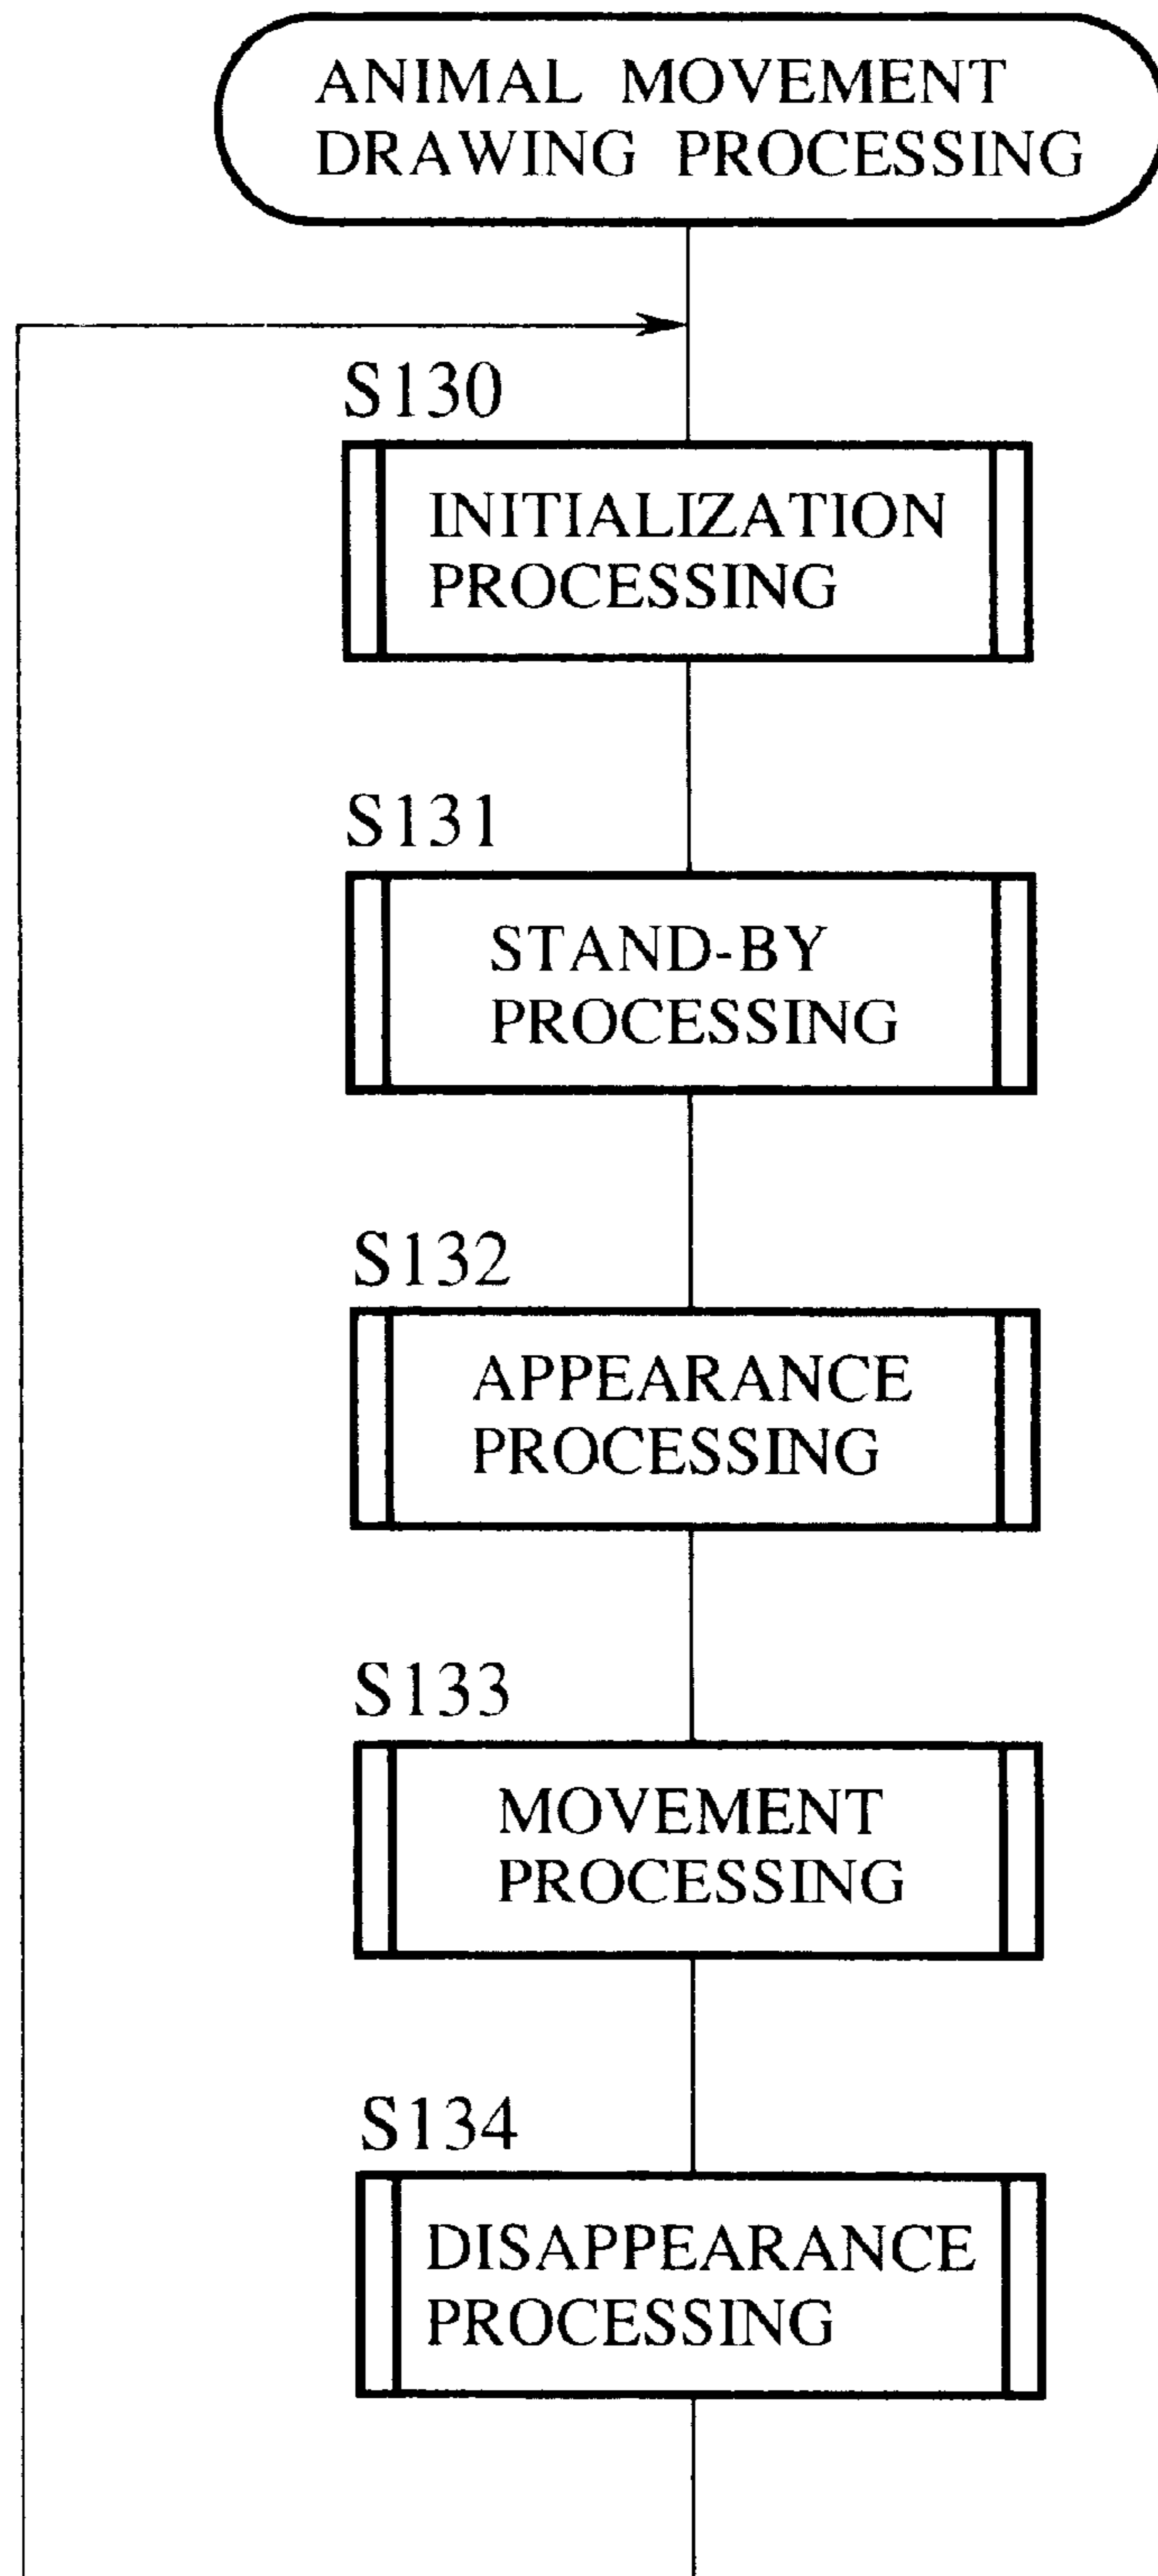 ANIMAL MOVEMENT
DRAWING PROCESSING
S130
INITIALIZATION
PROCESSING
S131
STAND-BY
PROCESSING
S132
APPEARANCE
PROCESSING
S133
MOVEMENT
PROCESSING
S134
DISAPPEARANCE
PROCESSING